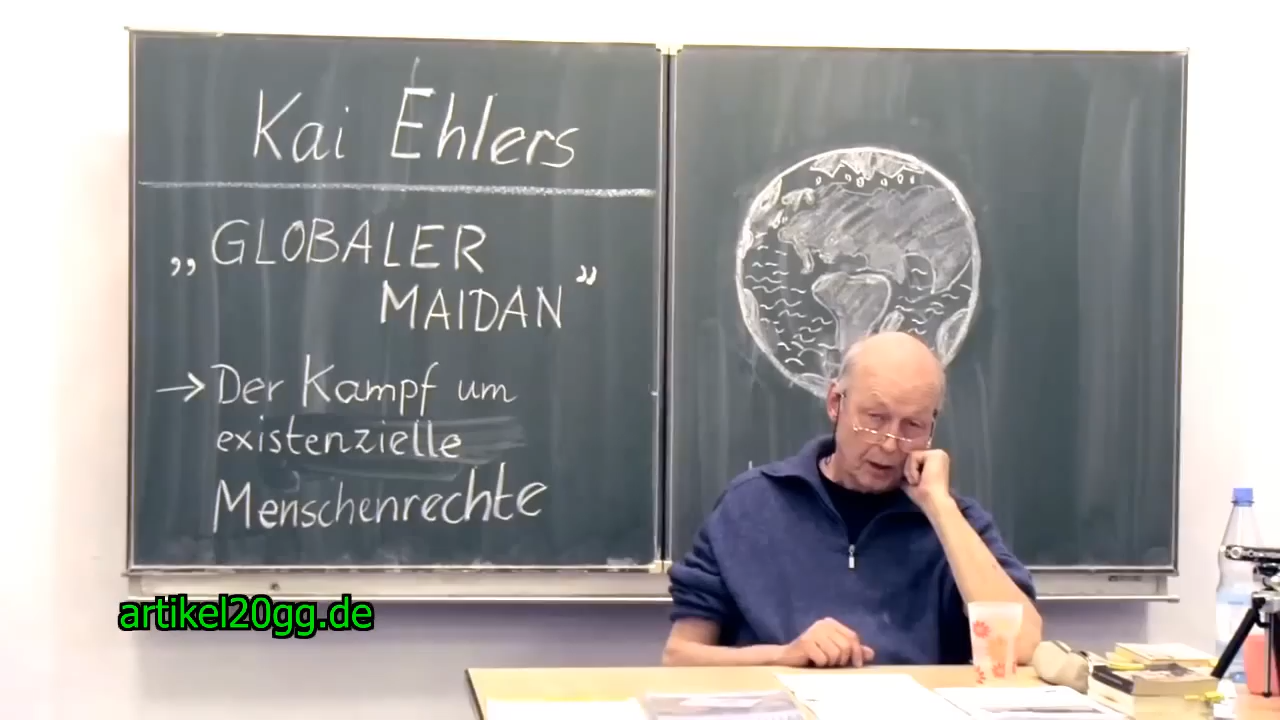 Kai Ehlers
„GLOBALER
MAIDAN”
→ Der Kampf um
existenzielle
Menschenrechte
artikel20gg.de